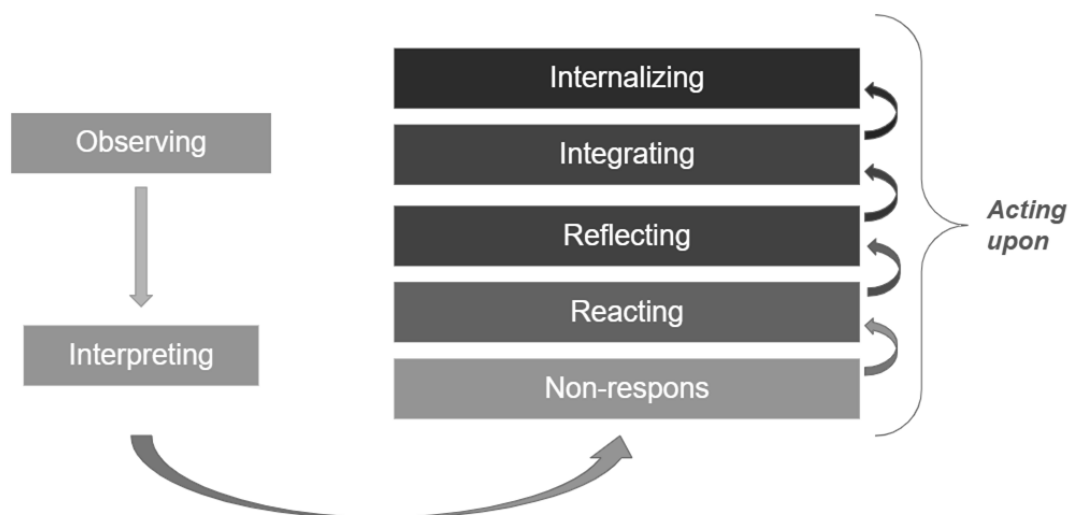 Observing
Interpreting
Internalizing
Integrating
Reflecting
Reacting
Non-respons
Acting
upon